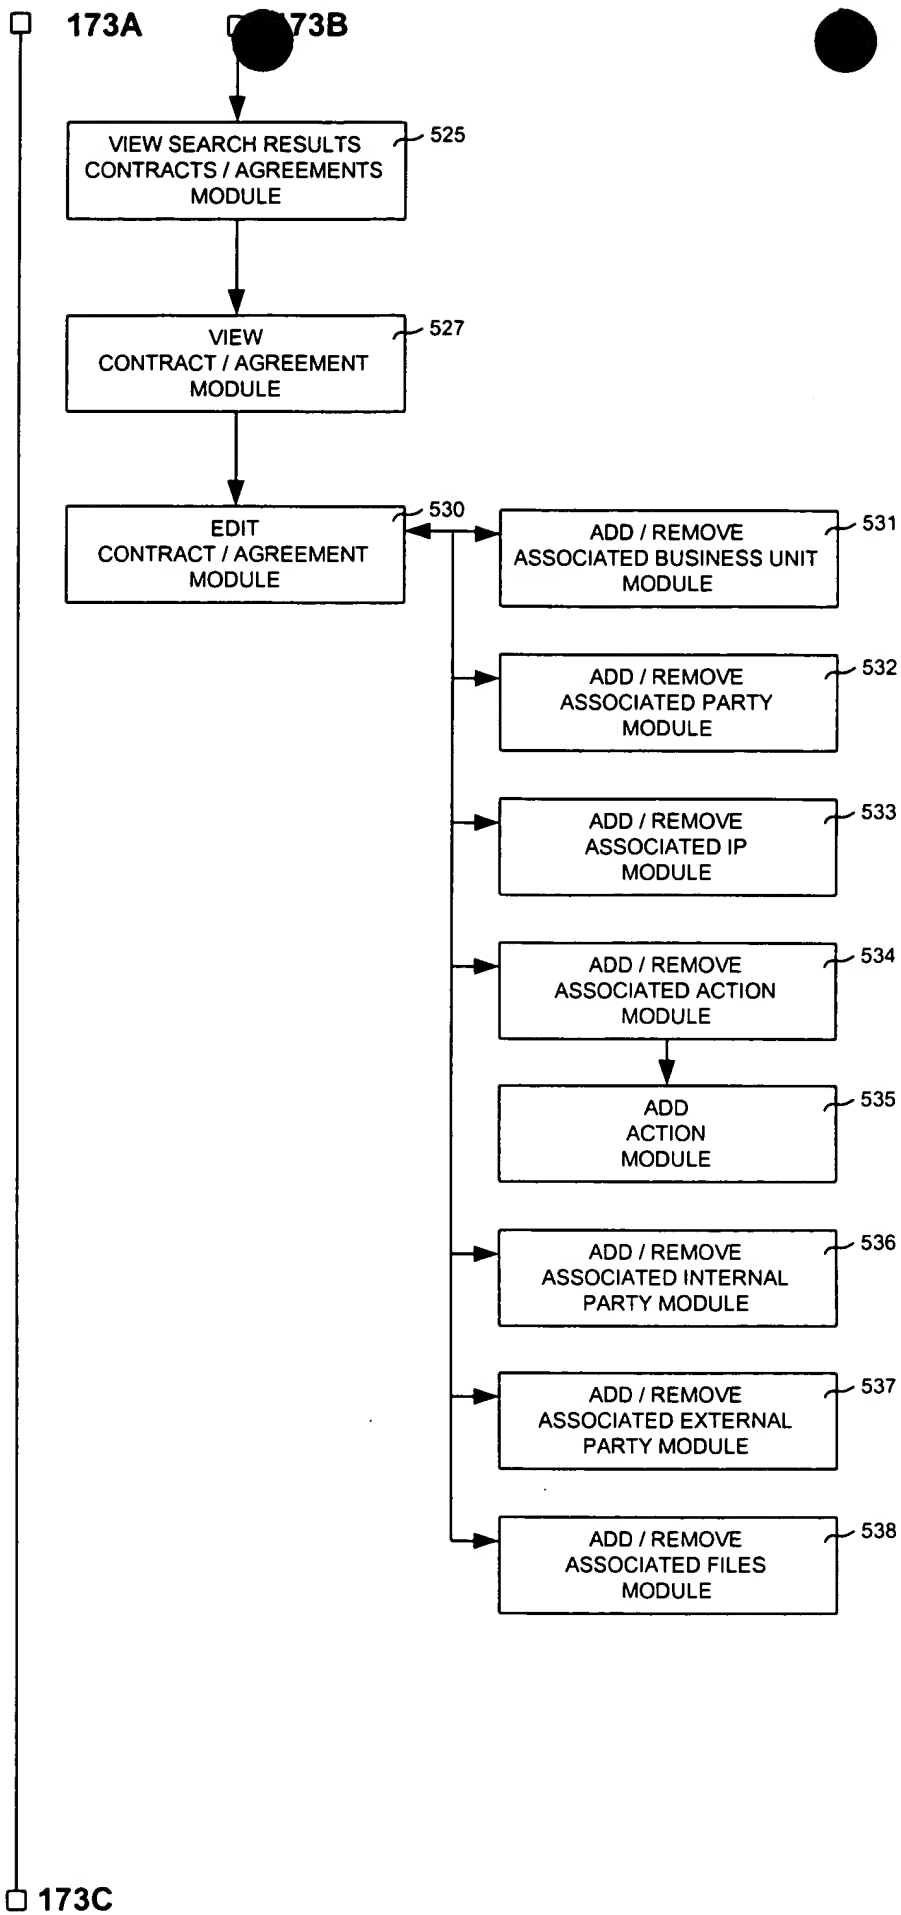 173A
73B
VIEW SEARCH RESULTS
CONTRACTS / AGREEMENTS
MODULE
525
VIEW
CONTRACT / AGREEMENT
MODULE
527
EDIT
CONTRACT / AGREEMENT
MODULE
530
ADD / REMOVE
ASSOCIATED BUSINESS UNIT
MODULE
531
ADD / REMOVE
ASSOCIATED PARTY
MODULE
532
ADD / REMOVE
ASSOCIATED IP
MODULE
533
ADD / REMOVE
ASSOCIATED ACTION
MODULE
534
ADD
ACTION
MODULE
535
ADD / REMOVE
ASSOCIATED INTERNAL
PARTY MODULE
536
ADD / REMOVE
ASSOCIATED EXTERNAL
PARTY MODULE
537
ADD / REMOVE
ASSOCIATED FILES
MODULE
538
173C